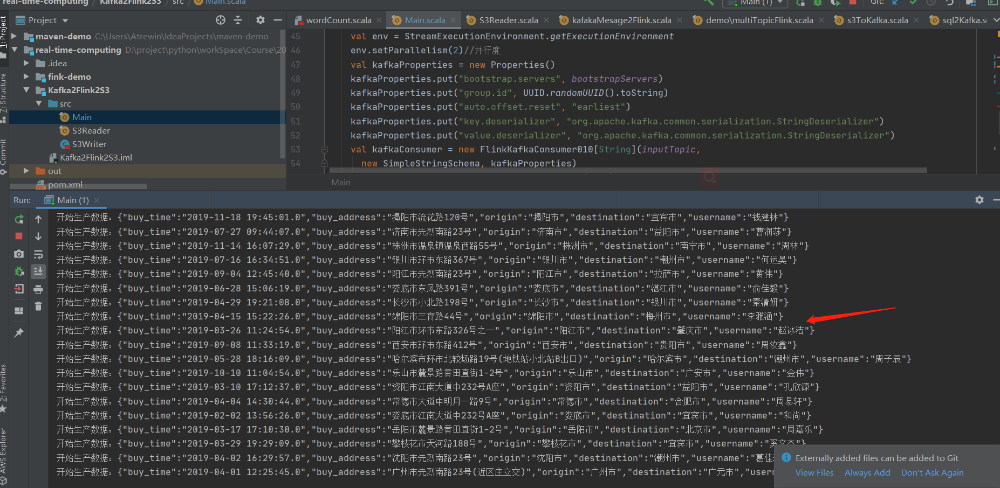 real-time-computing / Kafka2Flink2S3 / src / Main.scala
Main (1) Git:
Project
wordCount.scala Main.scala S3Reader.scala kafakaMesage2Flink.scala demo\multiTopicFlink.scala s3ToKafka.scala sql2Kafka.sc
1: Project
7: Structure
Commit
2: Favorites
AWS Explorer
maven-demo C:\Users\Atrewin\IdeaProjects\maven-demo
real-time-computing D:\project\python\workSpace\Course\20
.idea
fink-demo
Kafka2Flink2S3
src
Main
S3Reader
S3Writer
Kafka2Flink2S3.iml
out
pom.xml
45 val env = StreamExecutionEnvironment.getExecutionEnvironment
46 env.setParallelism(2)//并行度
47 val kafkaProperties = new Properties()
48 kafkaProperties.put("bootstrap.servers", bootstrapServers)
49 kafkaProperties.put("group.id", UUID.randomUUID().toString)
50 kafkaProperties.put("auto.offset.reset", "earliest")
51 kafkaProperties.put("key.deserializer", "org.apache.kafka.common.serialization.StringDeserializer")
52 kafkaProperties.put("value.deserializer", "org.apache.kafka.common.serialization.StringDeserializer")
53 val kafkaConsumer = new FlinkKafkaConsumer010[String](inputTopic,
54 new SimpleStringSchema, kafkaProperties)
Main
Run: Main (1)
开始生产数据：{"buy_time":"2019-11-18 19:45:01.0","buy_address":"揭阳市流花路120号","origin":"揭阳市","destination":"宜宾市","username":"钱建林"}
开始生产数据：{"buy_time":"2019-07-27 09:44:07.0","buy_address":"济南市先烈南路23号","origin":"济南市","destination":"益阳市","username":"曹润莎"}
开始生产数据：{"buy_time":"2019-11-14 16:07:29.0","buy_address":"株洲市温泉镇温泉西路55号","origin":"株洲市","destination":"南宁市","username":"周林"}
开始生产数据：{"buy_time":"2019-07-16 16:34:51.0","buy_address":"银川市环市东路367号","origin":"银川市","destination":"潮州市","username":"何运昊"}
开始生产数据：{"buy_time":"2019-09-04 12:45:40.0","buy_address":"阳江市先烈南路23号","origin":"阳江市","destination":"拉萨市","username":"黄伟"}
开始生产数据：{"buy_time":"2019-06-28 15:06:19.0","buy_address":"娄底市东风路391号","origin":"娄底市","destination":"湛江市","username":"俞佳毅"}
开始生产数据：{"buy_time":"2019-04-29 19:21:08.0","buy_address":"长沙市小北路198号","origin":"长沙市","destination":"银川市","username":"秦清妍"}
开始生产数据：{"buy_time":"2019-04-15 15:22:26.0","buy_address":"绵阳市三育路44号","origin":"绵阳市","destination":"梅州市","username":"李雅涵"}
开始生产数据：{"buy_time":"2019-03-26 11:24:54.0","buy_address":"阳江市环市东路326号之一","origin":"阳江市","destination":"肇庆市","username":"赵冰洁"}
开始生产数据：{"buy_time":"2019-09-08 11:33:19.0","buy_address":"西安市环市东路412号","origin":"西安市","destination":"贵阳市","username":"周汝鑫"}
开始生产数据：{"buy_time":"2019-05-28 18:16:09.0","buy_address":"哈尔滨市环市北较场路19号(地铁站小北站B出口)","origin":"哈尔滨市","destination":"潮州市","username":"周子辰"}
开始生产数据：{"buy_time":"2019-10-10 11:04:54.0","buy_address":"乐山市麓景路黄田直街1-2号","origin":"乐山市","destination":"广安市","username":"金伟"}
开始生产数据：{"buy_time":"2019-03-10 17:12:37.0","buy_address":"资阳市江南大道中232号A座","origin":"资阳市","destination":"益阳市","username":"孔欣源"}
开始生产数据：{"buy_time":"2019-04-04 14:30:44.0","buy_address":"常德市大道中明月一路9号","origin":"常德市","destination":"合肥市","username":"周易轩"}
开始生产数据：{"buy_time":"2019-02-02 13:56:26.0","buy_address":"娄底市江南大道中232号A座","origin":"娄底市","destination":"宜宾市","username":"和尚"}
开始生产数据：{"buy_time":"2019-03-17 17:10:30.0","buy_address":"岳阳市麓景路黄田直街1-2号","origin":"岳阳市","destination":"北京市","username":"周嘉乐"}
开始生产数据：{"buy_time":"2019-03-29 19:29:09.0","buy_address":"攀枝花市天河路188号","origin":"攀枝花市","destination":"宜宾市","username":"奚文杰"}
开始生产数据：{"buy_time":"2019-04-02 16:29:57.0","buy_address":"沈阳市先烈南路23号","origin":"沈阳市","destination":"潮州市","username":"葛佳
开始生产数据：{"buy_time":"2019-04-01 12:25:45.0","buy_address":"广州市先烈南路23号(近区庄立交)","origin":"广州市","destination":"广元市","user
Externally added files can be added to Git
View Files Always Add Don't Ask Again